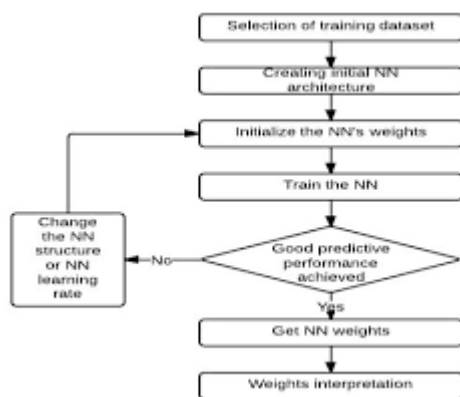 Selection of training dataset
Creating initial NN
architecture
Initialize the NN's weights
Train the NN
Change
the NN
structure
or NN
learning
rate
No
Good predictive
performance
achieved
Yes
Get NN weights
Weights interpretation